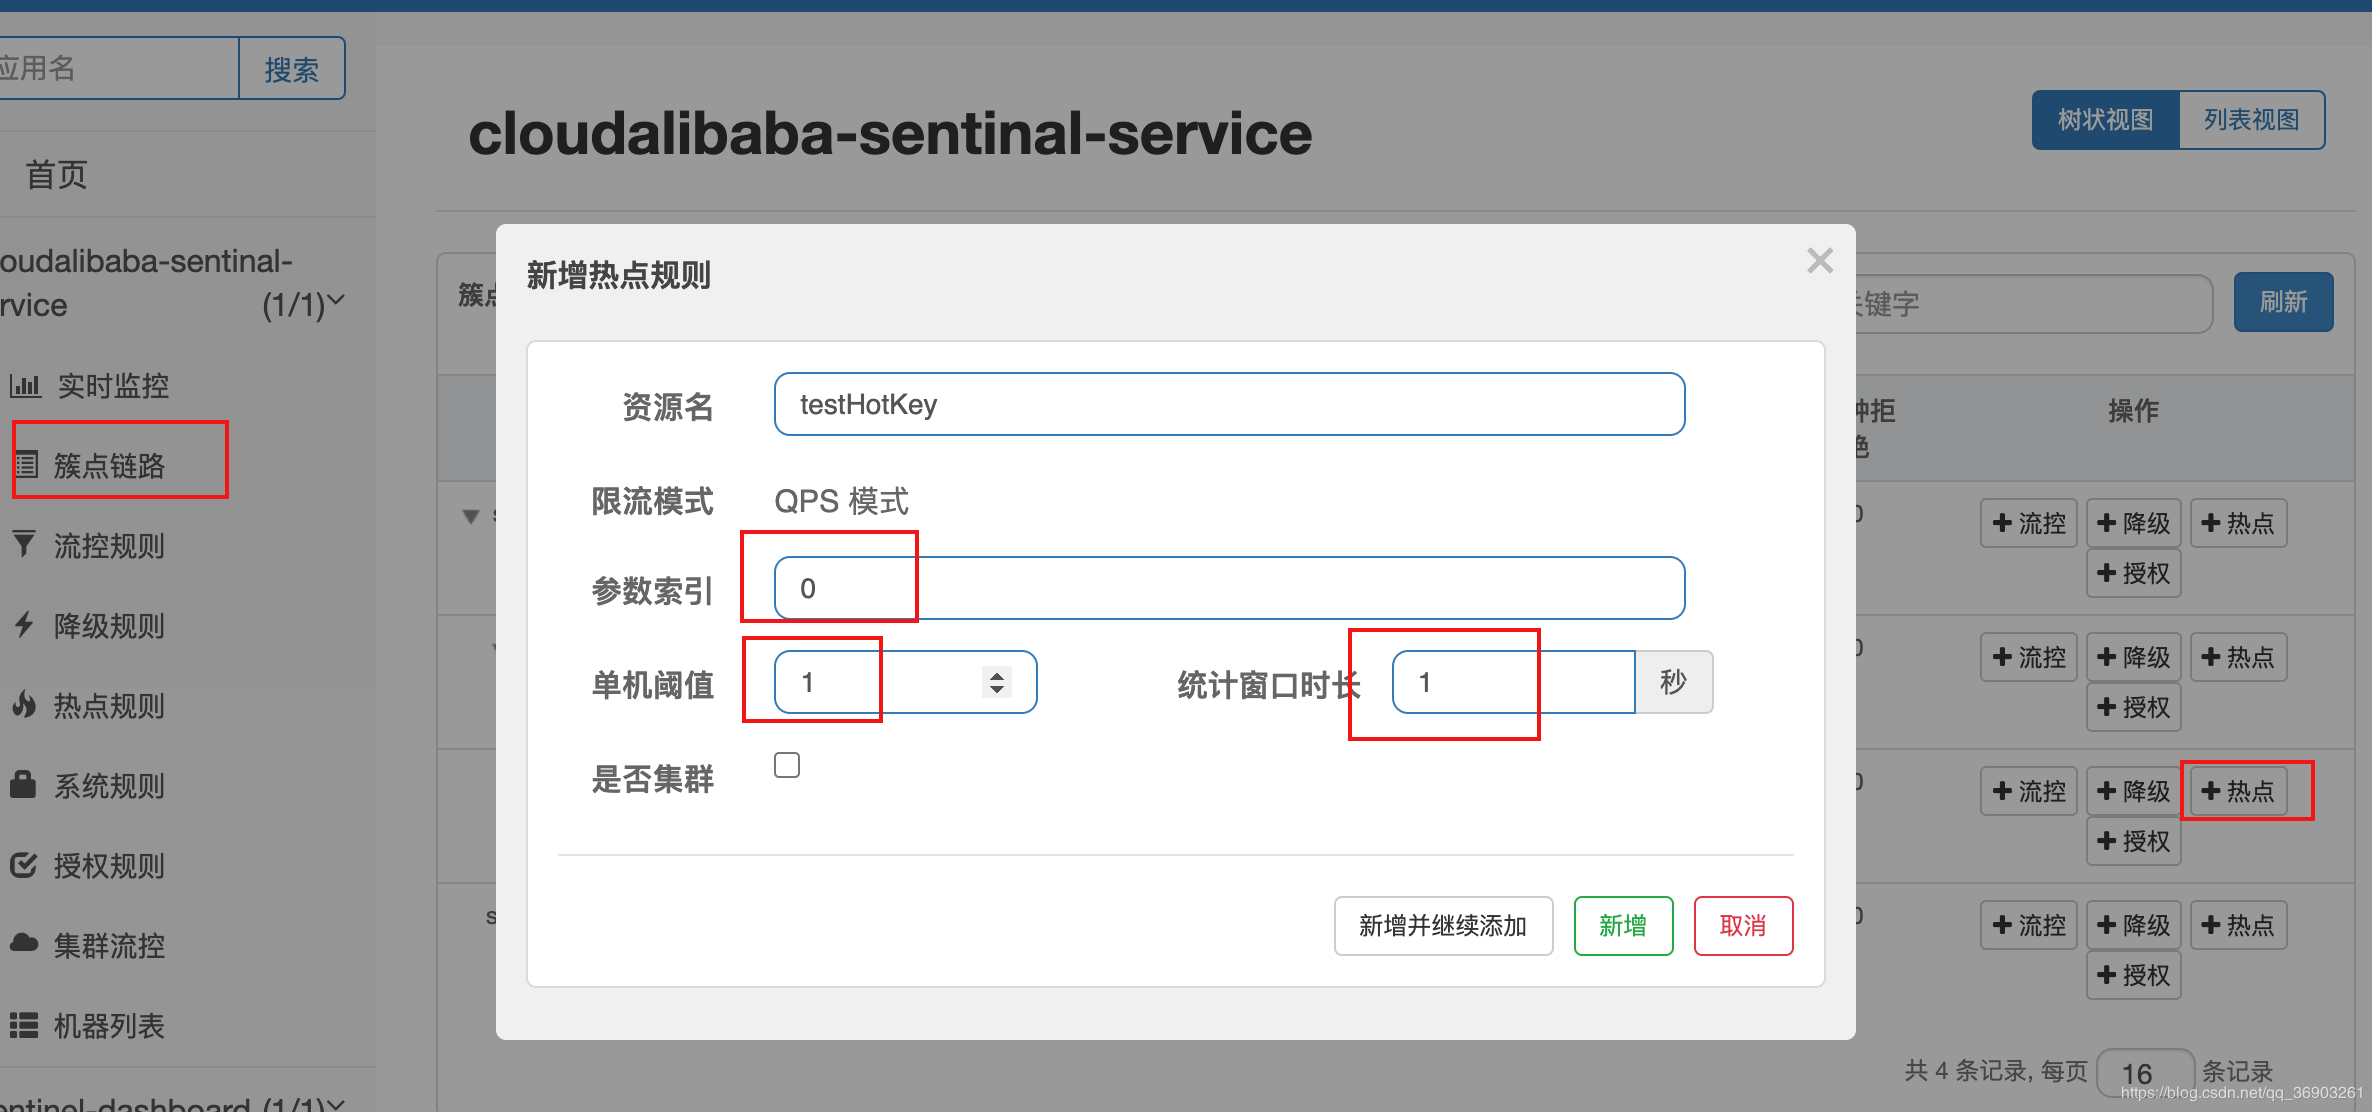 应用名
搜索
首页
oudalibaba-sentinal-
rvice (1/1)
实时监控
簇点链路
流控规则
降级规则
热点规则
系统规则
授权规则
集群流控
机器列表
entinel-dashboard (1/1)
cloudalibaba-sentinal-service
树状视图
列表视图
簇点
关键字
刷新
钟拒
绝
操作
新增热点规则
资源名 testHotKey
限流模式 QPS 模式
参数索引 0
单机阈值 1
统计窗口时长 1 秒
是否集群
新增并继续添加
新增
取消
s
0
流控
降级
热点
授权
0
流控
降级
热点
授权
0
流控
降级
热点
授权
s
0
流控
降级
热点
授权
共 4 条记录, 每页 16 条记录
https://blog.csdn.net/qq_36903261